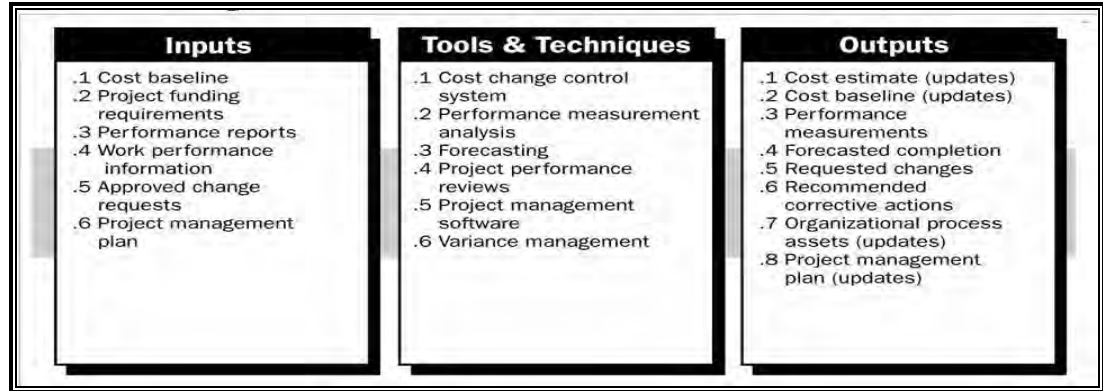 Inputs
.1 Cost baseline
.2 Project funding
requirements
.3 Performance reports
.4 Work performance
information
.5 Approved change
requests
.6 Project management
plan
Tools & Techniques
.1 Cost change control
system
.2 Performance measurement
analysis
.3 Forecasting
.4 Project performance
reviews
.5 Project management
software
.6 Variance management
Outputs
.1 Cost estimate (updates)
.2 Cost baseline (updates)
.3 Performance
measurements
.4 Forecasted completion
.5 Requested changes
.6 Recommended
corrective actions
.7 Organizational process
assets (updates)
.8 Project management
plan (updates)